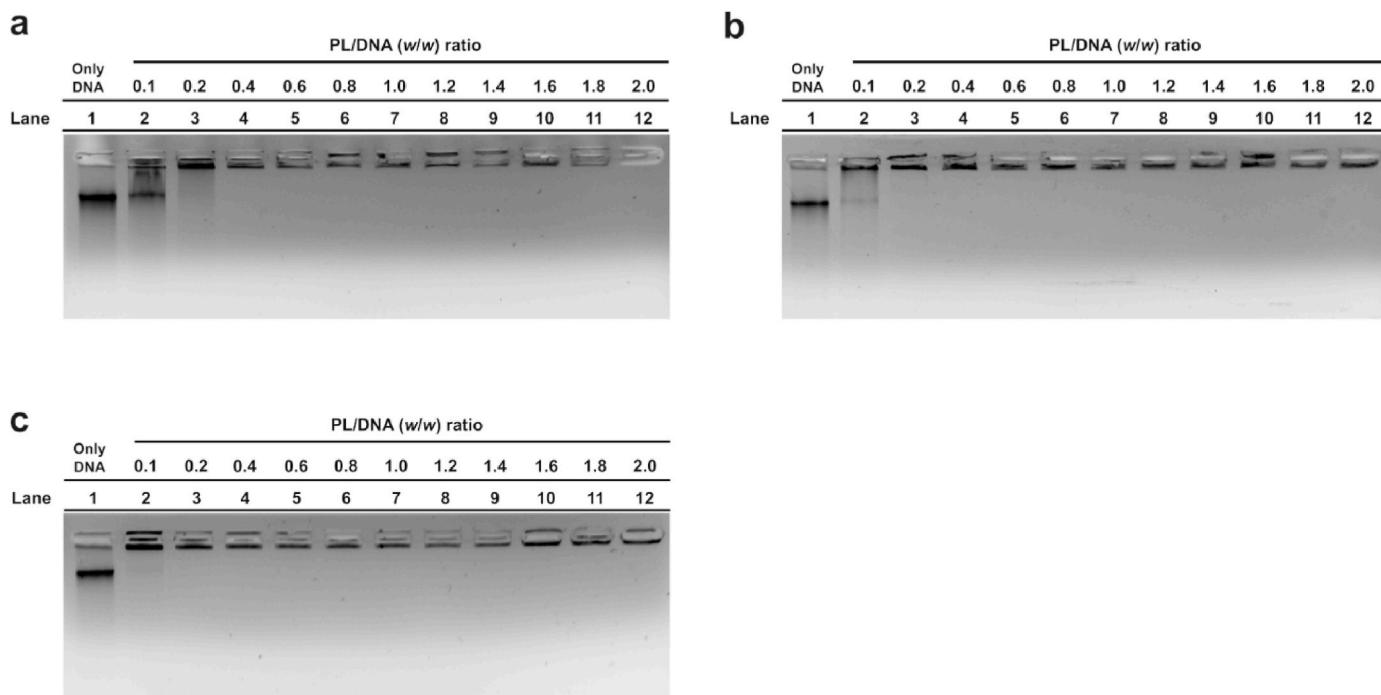 a
PL/DNA (w/w) ratio
Only
DNA
0.1 0.2 0.4 0.6 0.8 1.0 1.2 1.4 1.6 1.8 2.0
Lane 1 2 3 4 5 6 7 8 9 10 11 12
b
PL/DNA (w/w) ratio
Only
DNA
0.1 0.2 0.4 0.6 0.8 1.0 1.2 1.4 1.6 1.8 2.0
Lane 1 2 3 4 5 6 7 8 9 10 11 12
c
PL/DNA (w/w) ratio
Only
DNA
0.1 0.2 0.4 0.6 0.8 1.0 1.2 1.4 1.6 1.8 2.0
Lane 1 2 3 4 5 6 7 8 9 10 11 12